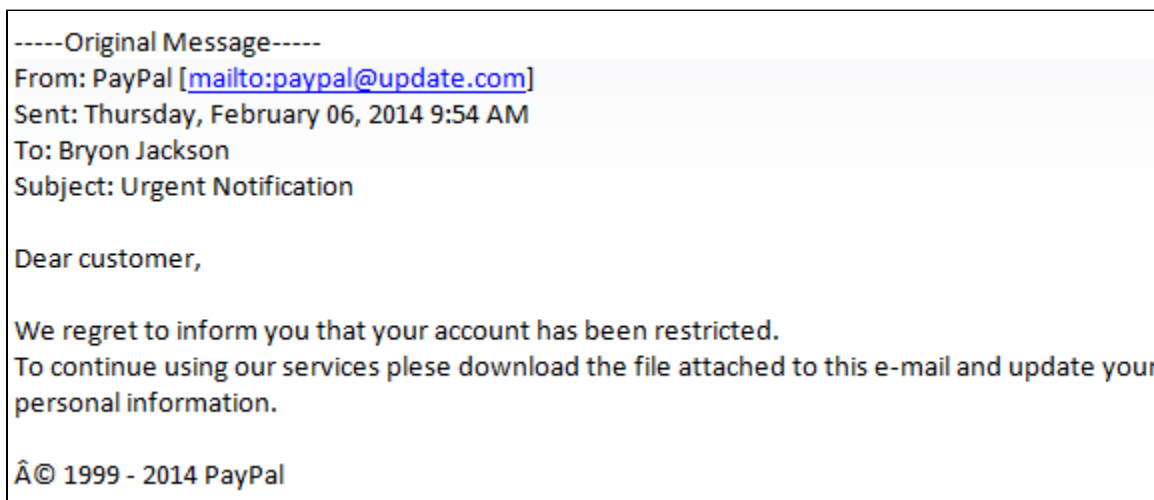 -----Original Message-----
From: PayPal [mailto:paypal@update.com]
Sent: Thursday, February 06, 2014 9:54 AM
To: Bryon Jackson
Subject: Urgent Notification
Dear customer,
We regret to inform you that your account has been restricted.
To continue using our services plese download the file attached to this e-mail and update your
personal information.
Â© 1999 - 2014 PayPal